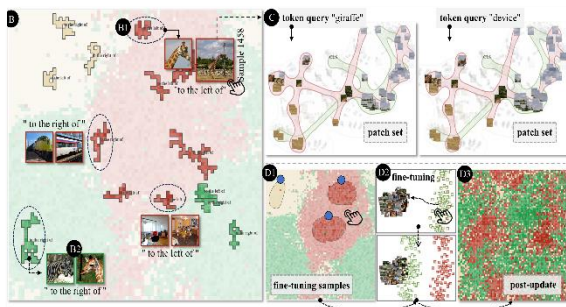 B
B1
Sample 1458
" to the left of "
" to the right of "
" to the left of "
B2
" to the right of "
C
token query "giraffe"
token query "device"
patch set
patch set
D1
fine-tuning samples
D2
fine-tuning
D3
post-update